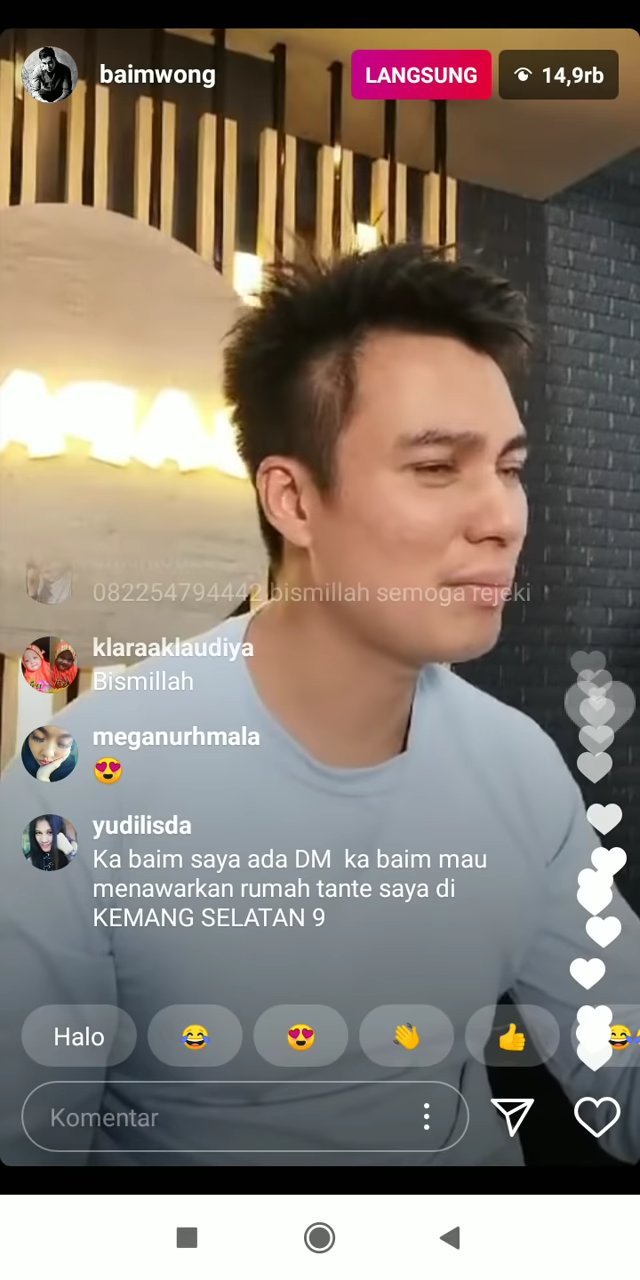 baimwong
LANGSUNG
14,9rb
082254794442 bismillah semoga rejeki
klaraaklaudiya
Bismillah
meganurhmala
😍
yudilisda
Ka baim saya ada DM ka baim mau
menawarkan rumah tante saya di
KEMANG SELATAN 9
Halo 😂 😍 👋 👍 😂
Komentar